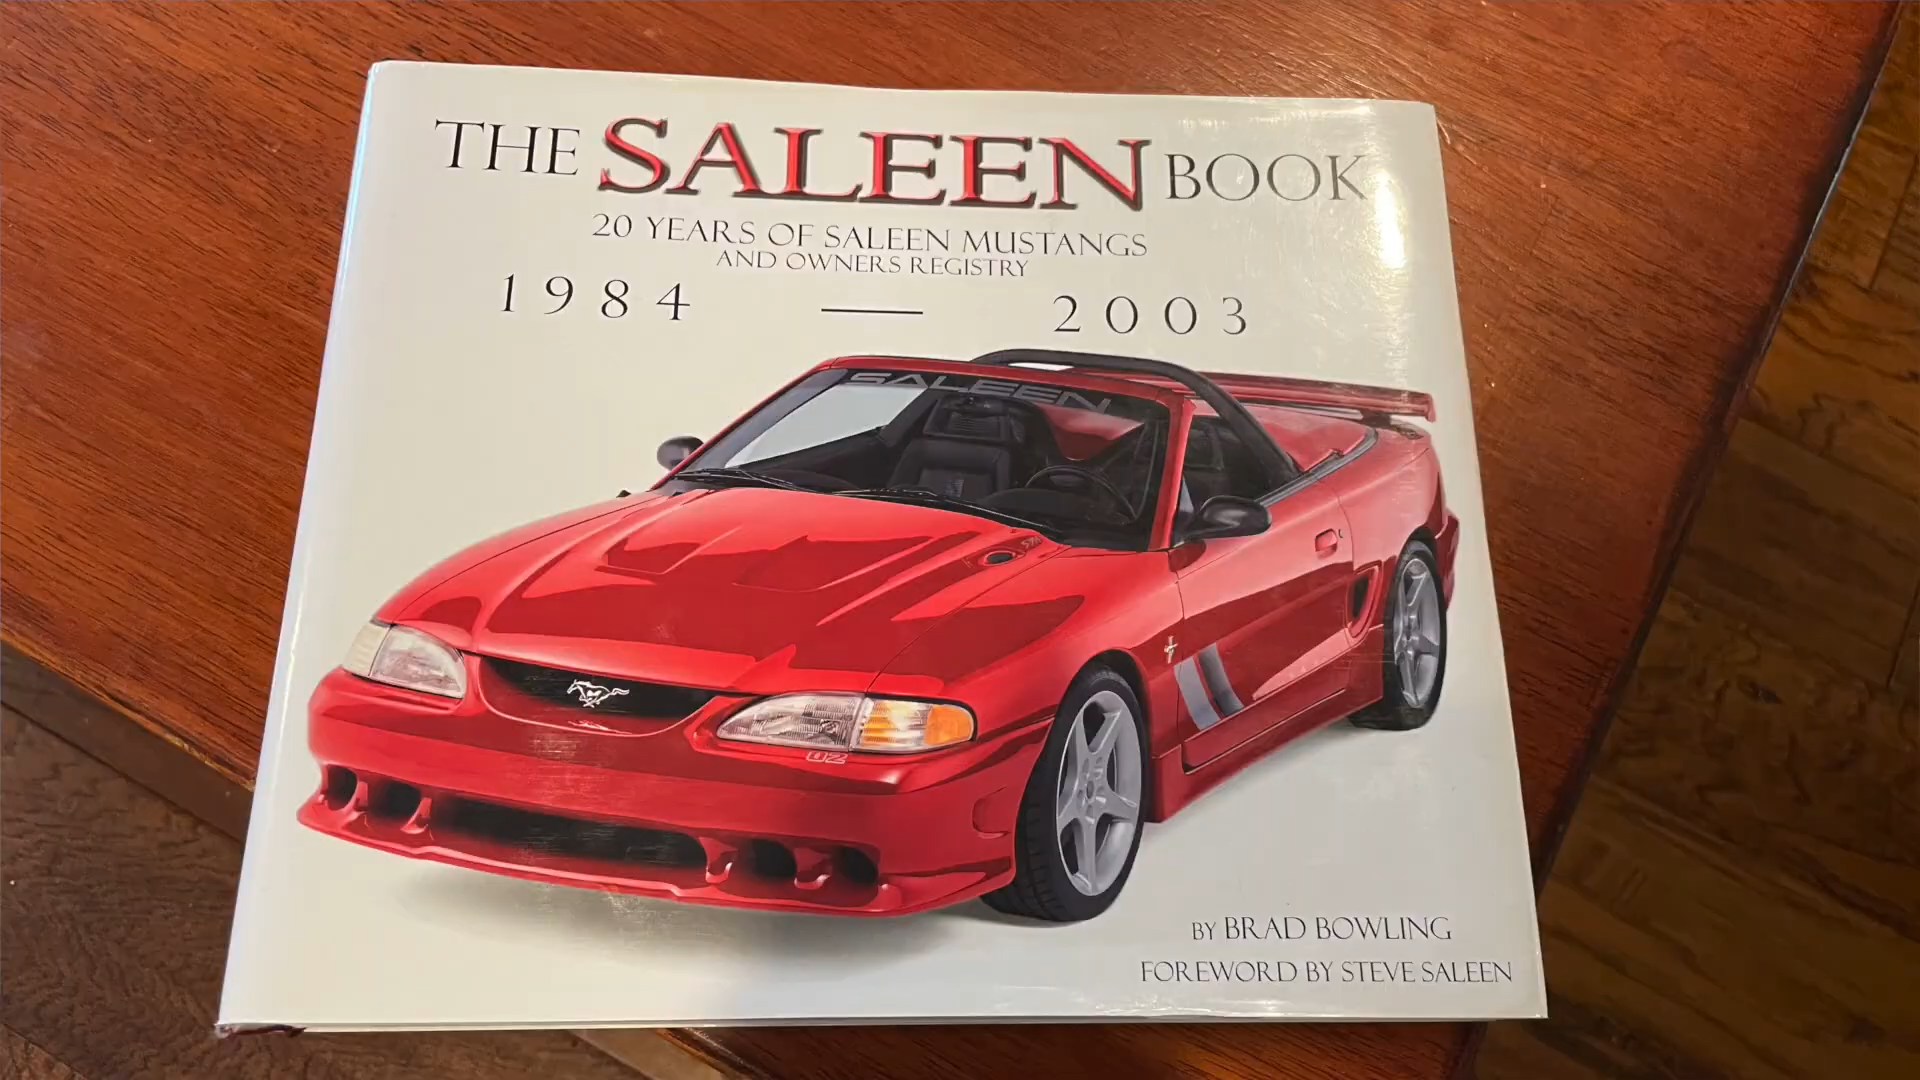 THE SALEEN BOOK
20 YEARS OF SALEEN MUSTANGS
AND OWNERS REGISTRY
1984 — 2003
SALEEN
02
BY BRAD BOWLING
FOREWORD BY STEVE SALEEN